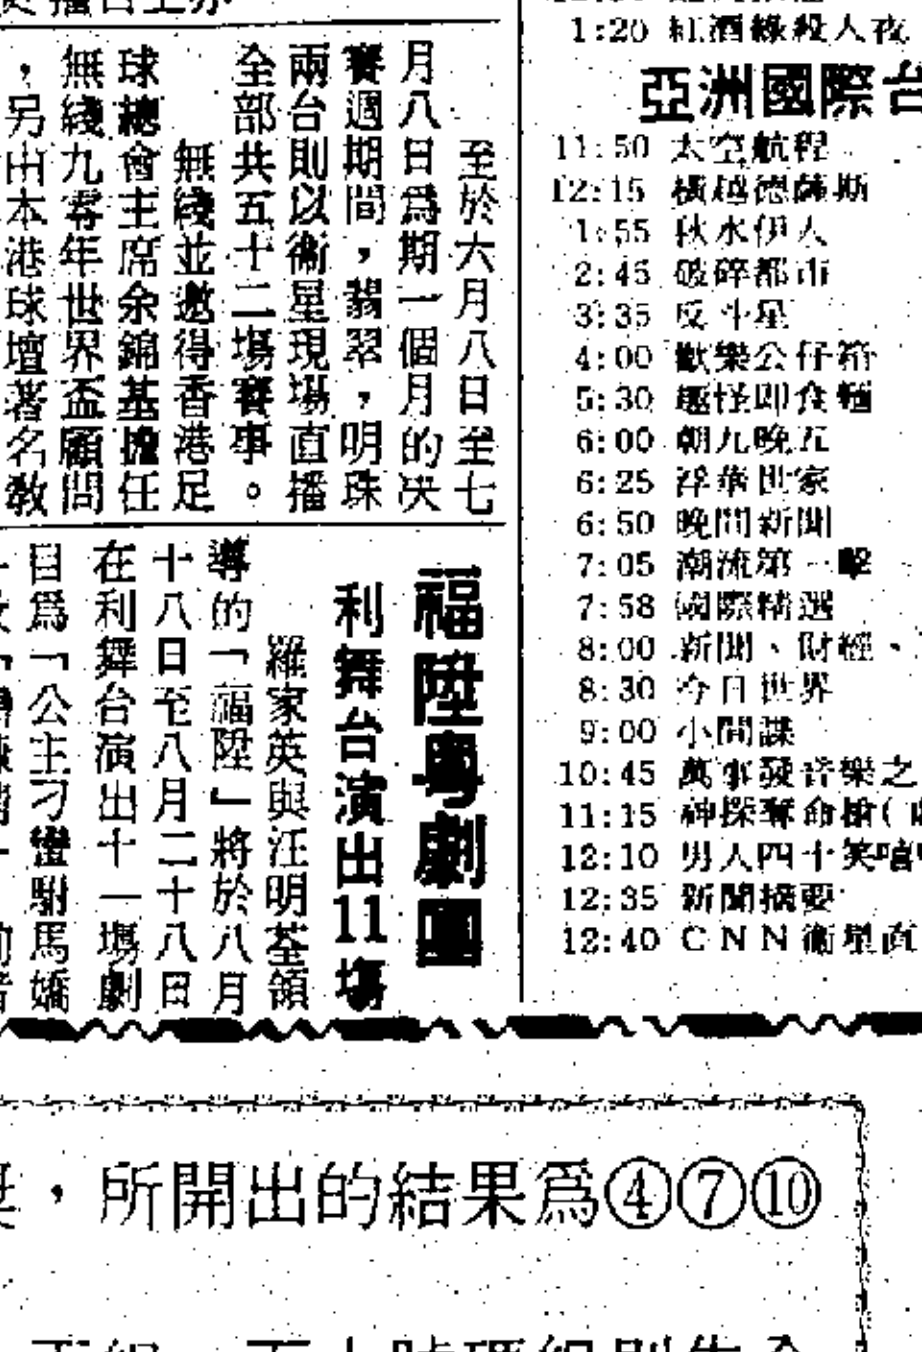 至於六月八日至七
月八日為期一個月的決
賽週期間，翡翠，明珠
兩台則以衞星現塲直播
全部共五十二塲賽事。
無綫並邀得香港足
球總會主席余錦基擔任
無綫九零年世界盃顧問
，另由本港球壇著名教
福陞粵劇團
利舞台演出11塲
羅家英與汪明荃領
導的「福陞」將於八月
十八日至八月二十八日
在利舞台演出十一塲劇
目爲「公主刁蠻駙馬嬌
1:20 紅酒綠殺人夜
亞洲國際台
11:50 太空航程
12:15 橫越德薩斯
1:55 秋水伊人
2:45 破碎都市
3:35 反斗星
4:00 歡樂公仔箱
5:30 趣怪即食麵
6:00 朝九晚五
6:25 浮華世家
6:50 晚間新聞
7:05 潮流第一擊
7:58 國際精選
8:00 新聞、財經、
8:30 今日世界
9:00 小間諜
10:45 萬事發音樂之
11:15 神探奪命槍(
12:10 男人四十笑嘻
12:35 新聞摘要
12:40 CNN衞星直
，所開出的結果爲④⑦⑩